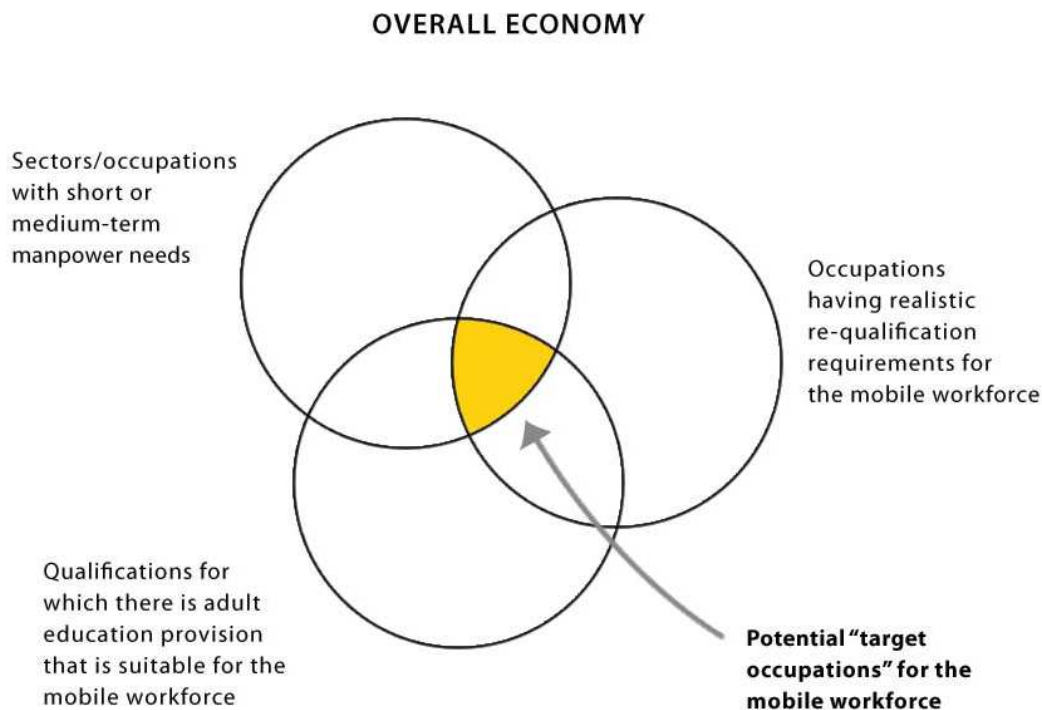 OVERALL ECONOMY
Sectors/occupations
with short or
medium-term
manpower needs
Occupations
having realistic
re-qualification
requirements for
the mobile workforce
Qualifications for
which there is adult
education provision
that is suitable for the
mobile workforce
Potential “target
occupations” for the
mobile workforce